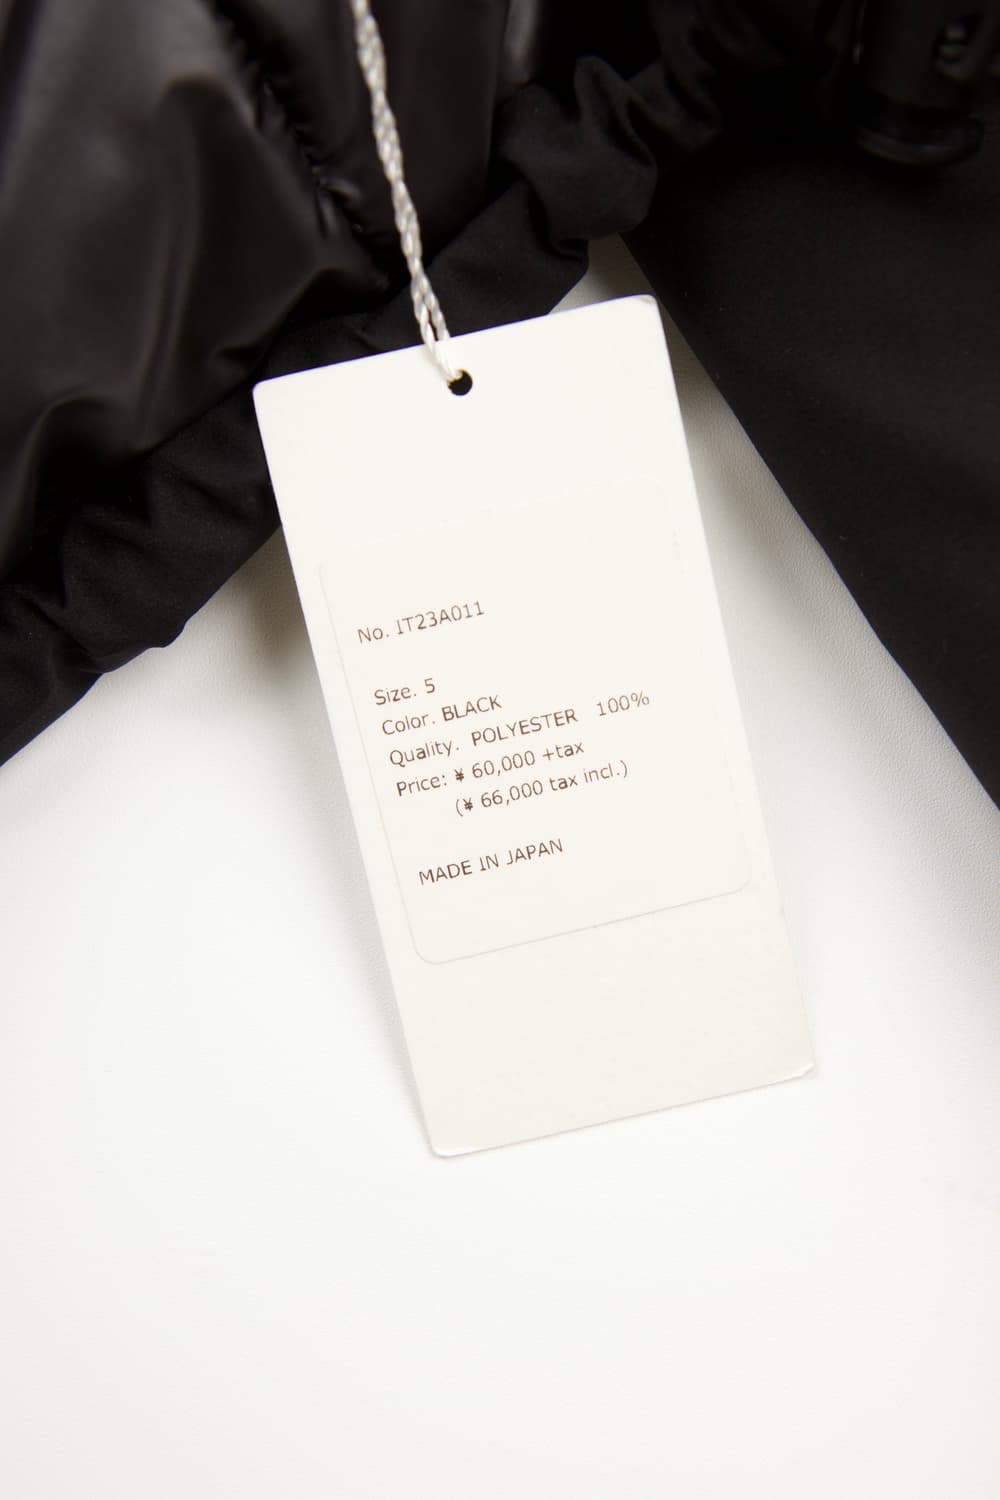 No. IT23A011
Size. 5
Color. BLACK
Quality. POLYESTER 100%
Price: ¥ 60,000 +tax
(¥ 66,000 tax incl.)
MADE IN JAPAN